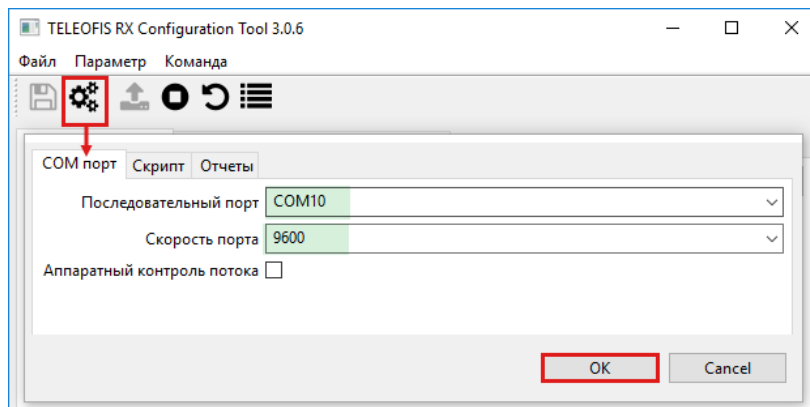 TELEOFIS RX Configuration Tool 3.0.6
Файл Параметр Команда
COM порт Скрипт Отчеты
Последовательный порт COM10
Скорость порта 9600
Аппаратный контроль потока
OK Cancel